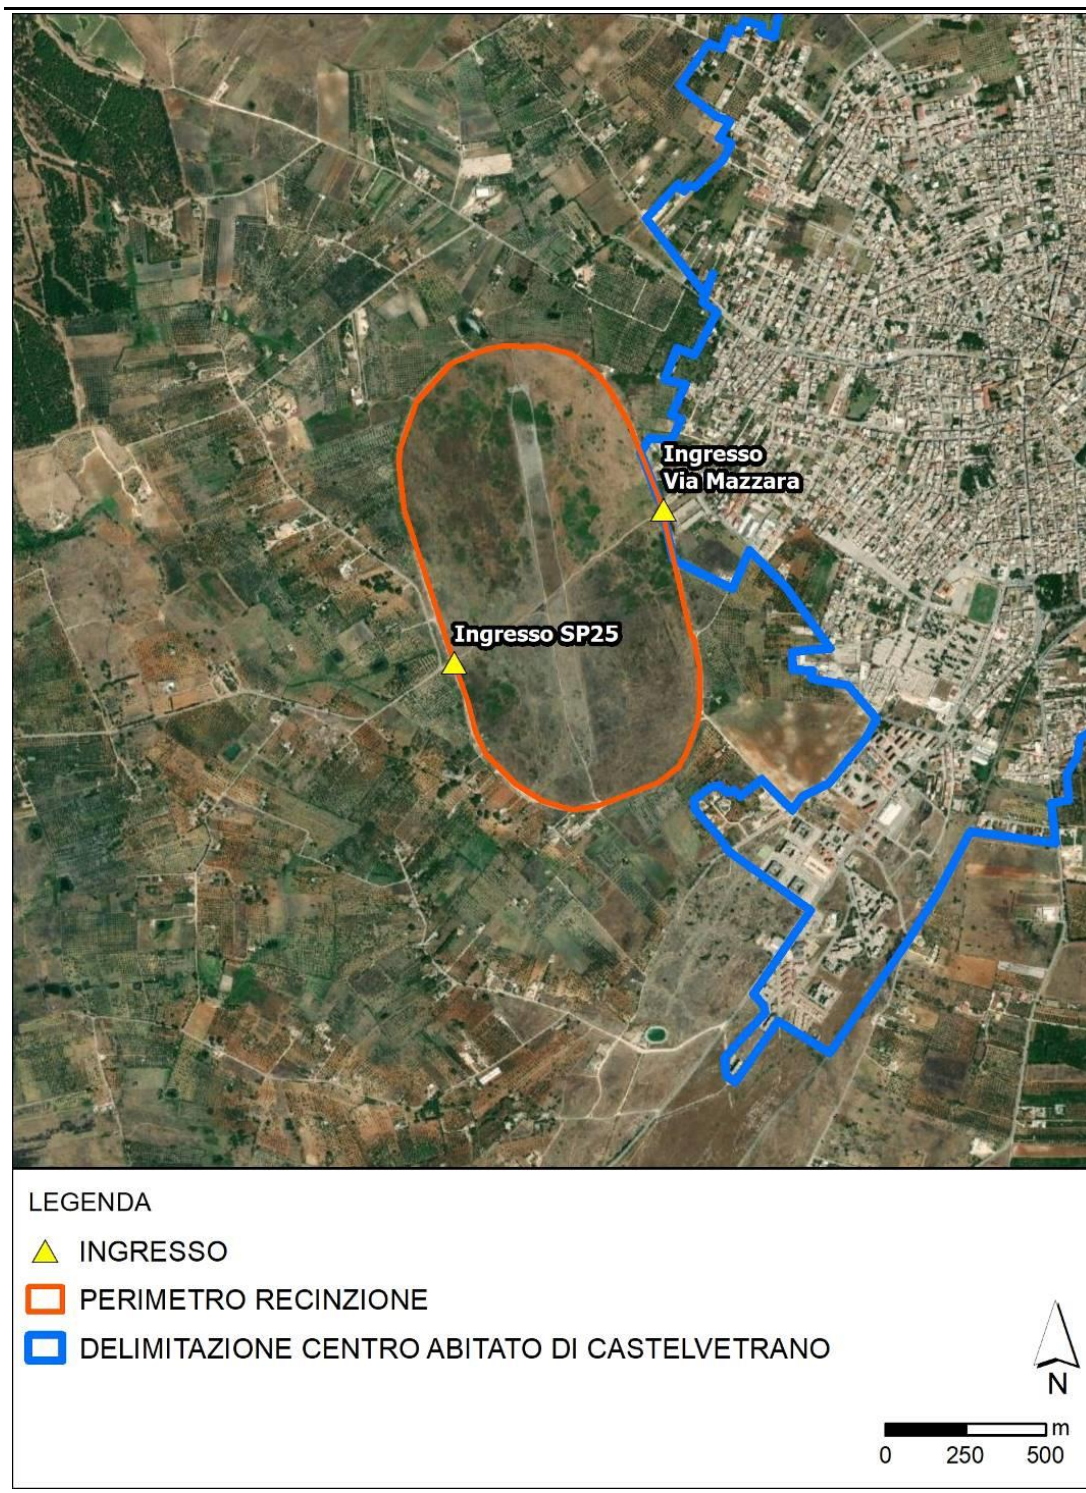 Ingresso
Via Mazzara
Ingresso SP25
LEGENDA
INGRESSO
PERIMETRO RECINZIONE
DELIMITAZIONE CENTRO ABITATO DI CASTELVETRANO
N
m
0 250 500